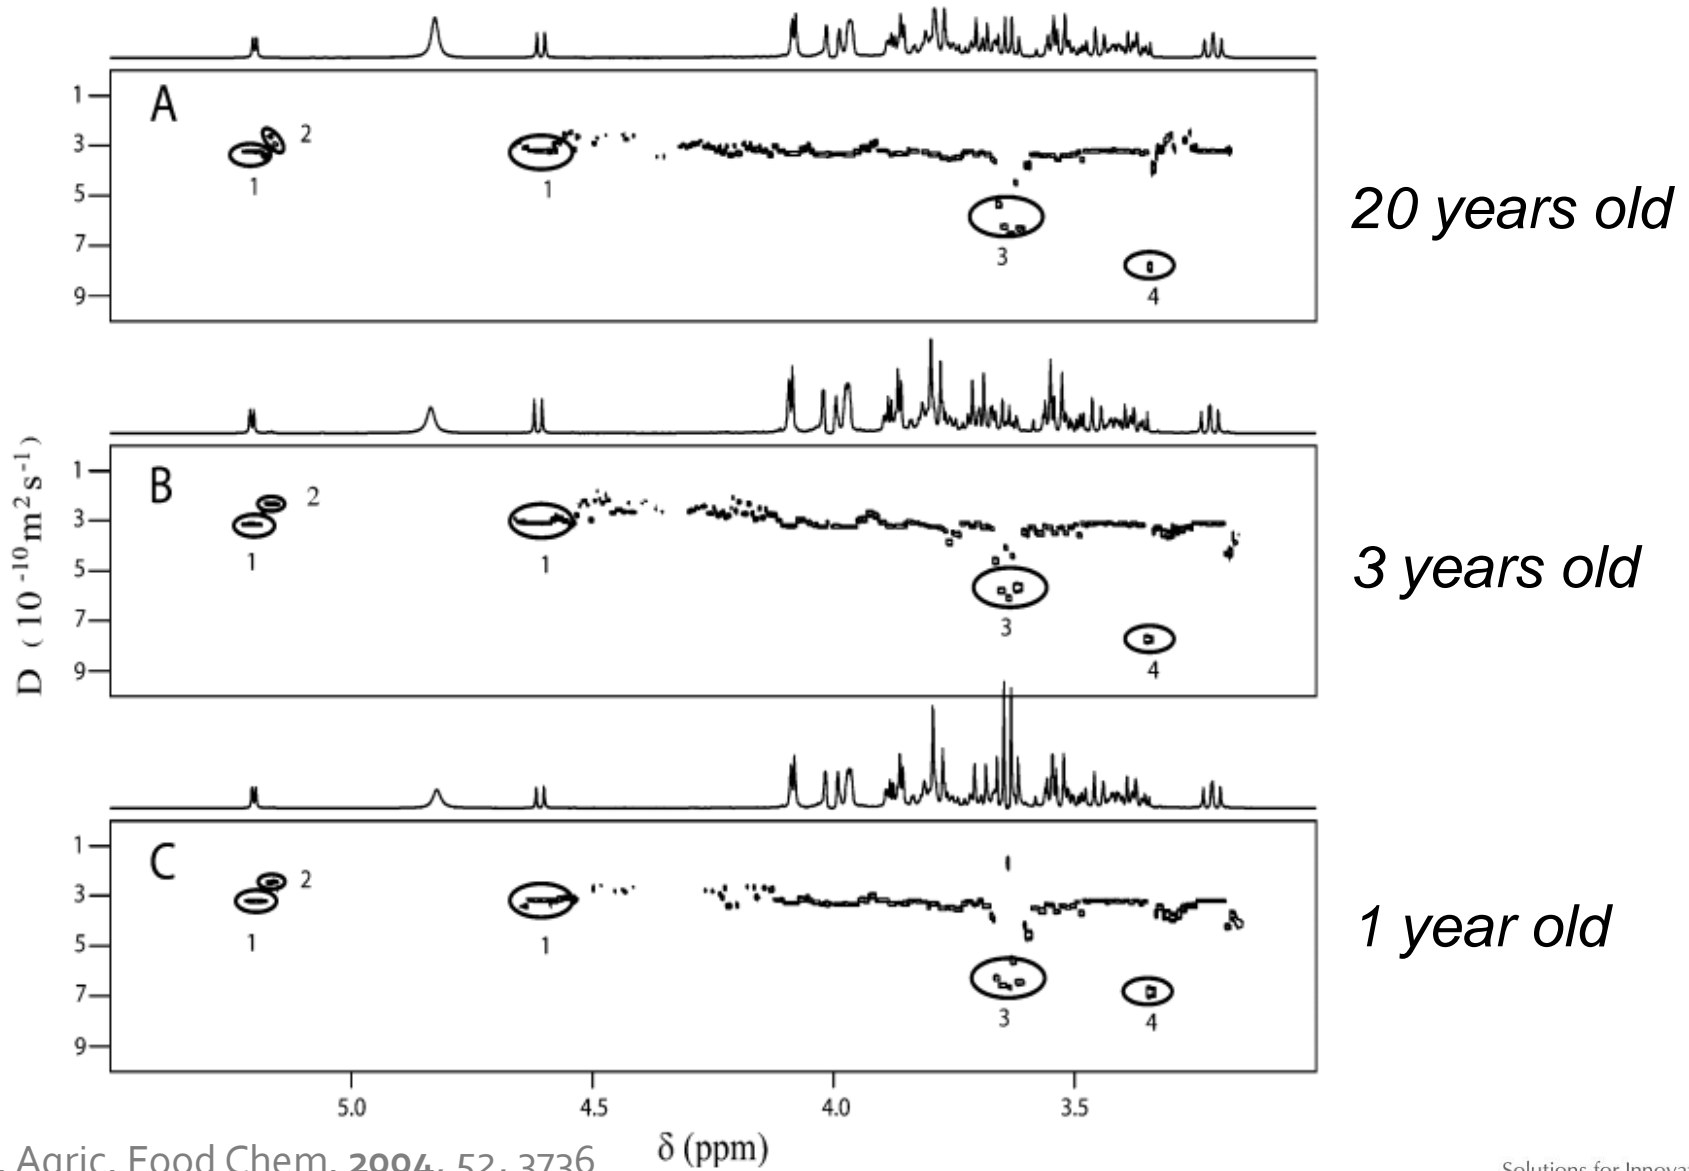 A
1
3
5
7
9
1
2
1
3
4
20 years old
B
1
3
5
7
9
1
2
1
3
4
3 years old
D ( 10 -10 m 2 s -1 )
C
1
3
5
7
9
1
2
1
3
4
1 year old
5.0 4.5 4.0 3.5
δ (ppm)
. Agric. Food Chem. 2004, 52, 3736
Solutions for